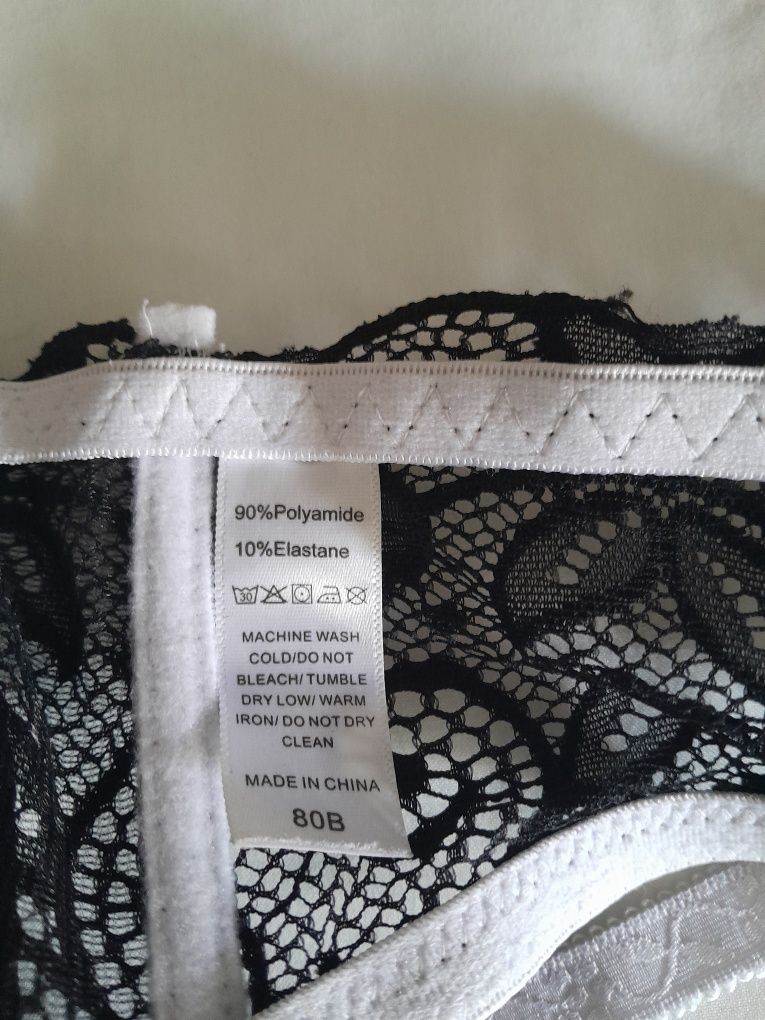 90%Polyamide
10%Elastane
30
MACHINE WASH
COLD/DO NOT
BLEACH/ TUMBLE
DRY LOW/ WARM
IRON/ DO NOT DRY
CLEAN
MADE IN CHINA
80B